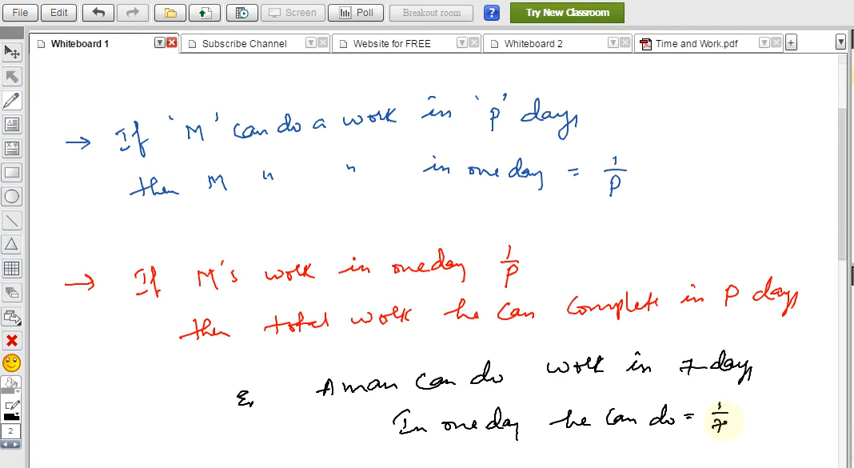 File Edit Screen Poll Breakout room ? Try New Classroom
Whiteboard 1 Subscribe Channel Website for FREE Whiteboard 2 Time and Work.pdf +
→ If 'M' can do a work in 'P' days
then M " " in one day = 1/P
→ If M's work in one day 1/P
then total work he can complete in P days
2
Ex A man can do work in 7 days
In one day he can do = 1/7